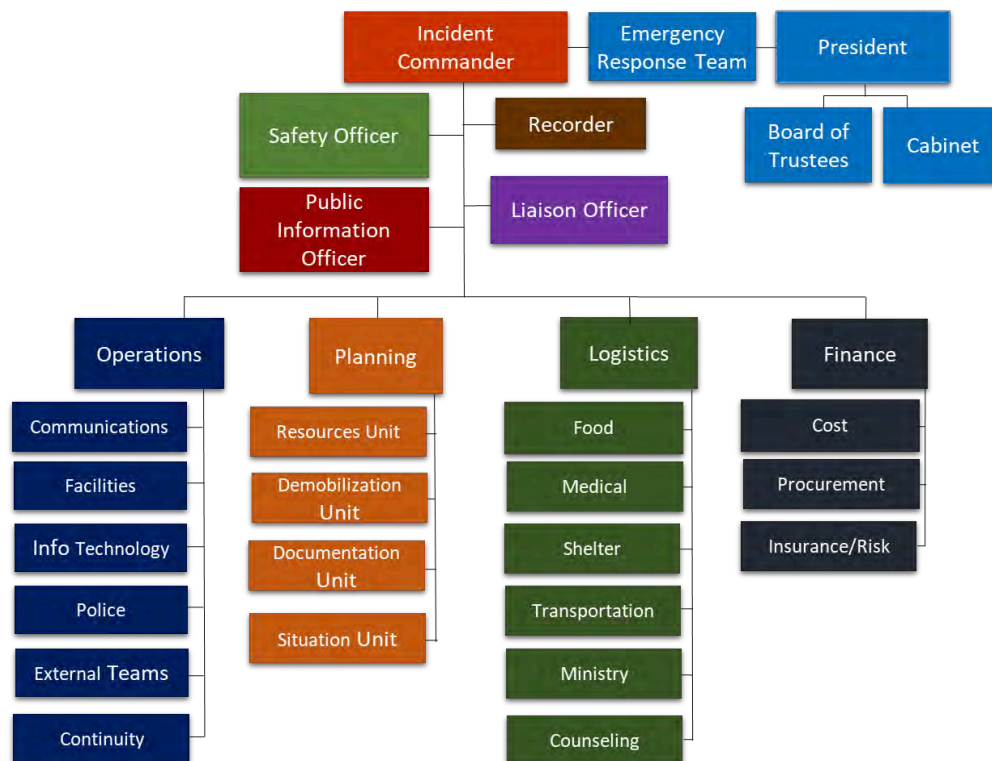 Incident
Commander
Emergency
Response Team
President
Safety Officer
Recorder
Board of
Trustees
Cabinet
Public
Information
Officer
Liaison Officer
Operations
Communications
Facilities
Info Technology
Police
External Teams
Continuity
Planning
Resources Unit
Demobilization
Unit
Documentation
Unit
Situation Unit
Logistics
Food
Medical
Shelter
Transportation
Ministry
Counseling
Finance
Cost
Procurement
Insurance/Risk